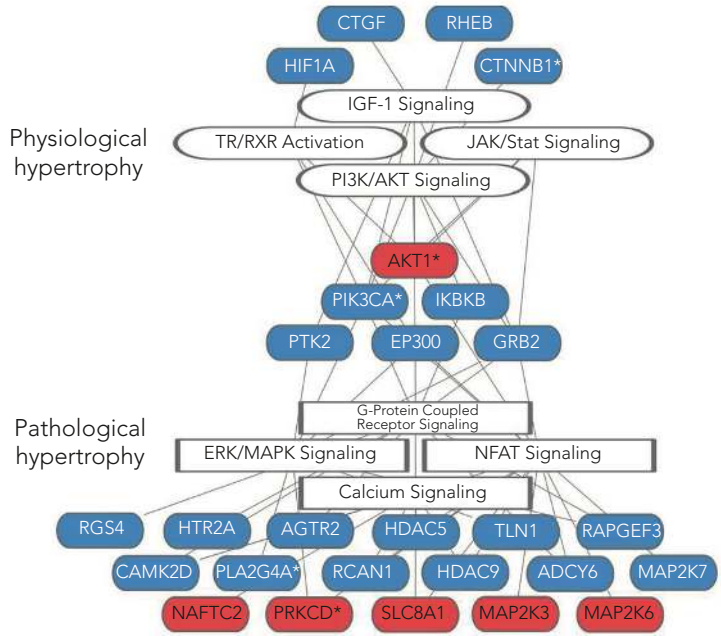 CTGF
RHEB
HIF1A
CTNNB1*
IGF-1 Signaling
Physiological
hypertrophy
TR/RXR Activation
JAK/Stat Signaling
PI3K/AKT Signaling
AKT1*
PIK3CA*
IKBKB
PTK2
EP300
GRB2
Pathological
hypertrophy
G-Protein Coupled
Receptor Signaling
ERK/MAPK Signaling
NFAT Signaling
Calcium Signaling
RGS4
HTR2A
AGTR2
HDAC5
TLN1
RAPGEF3
CAMK2D
PLA2G4A*
RCAN1
HDAC9
ADCY6
MAP2K7
NAFTC2
PRKCD*
SLC8A1
MAP2K3
MAP2K6